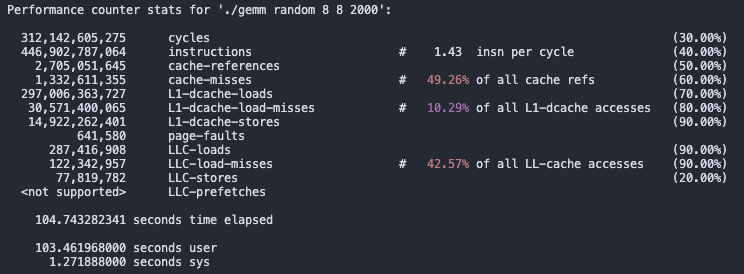 Performance counter stats for './gemm random 8 8 2000':
312,142,605,275 cycles (30.00%)
446,902,787,064 instructions # 1.43 insn per cycle (40.00%)
2,705,051,645 cache-references (50.00%)
1,332,611,355 cache-misses # 49.26% of all cache refs (60.00%)
297,006,363,727 L1-dcache-loads (70.00%)
30,571,400,065 L1-dcache-load-misses # 10.29% of all L1-dcache accesses (80.00%)
14,922,262,401 L1-dcache-stores (90.00%)
641,580 page-faults
287,416,908 LLC-loads (90.00%)
122,342,957 LLC-load-misses # 42.57% of all LL-cache accesses (90.00%)
77,819,782 LLC-stores (20.00%)
<not supported> LLC-prefetches
104.743282341 seconds time elapsed
103.461968000 seconds user
1.271888000 seconds sys